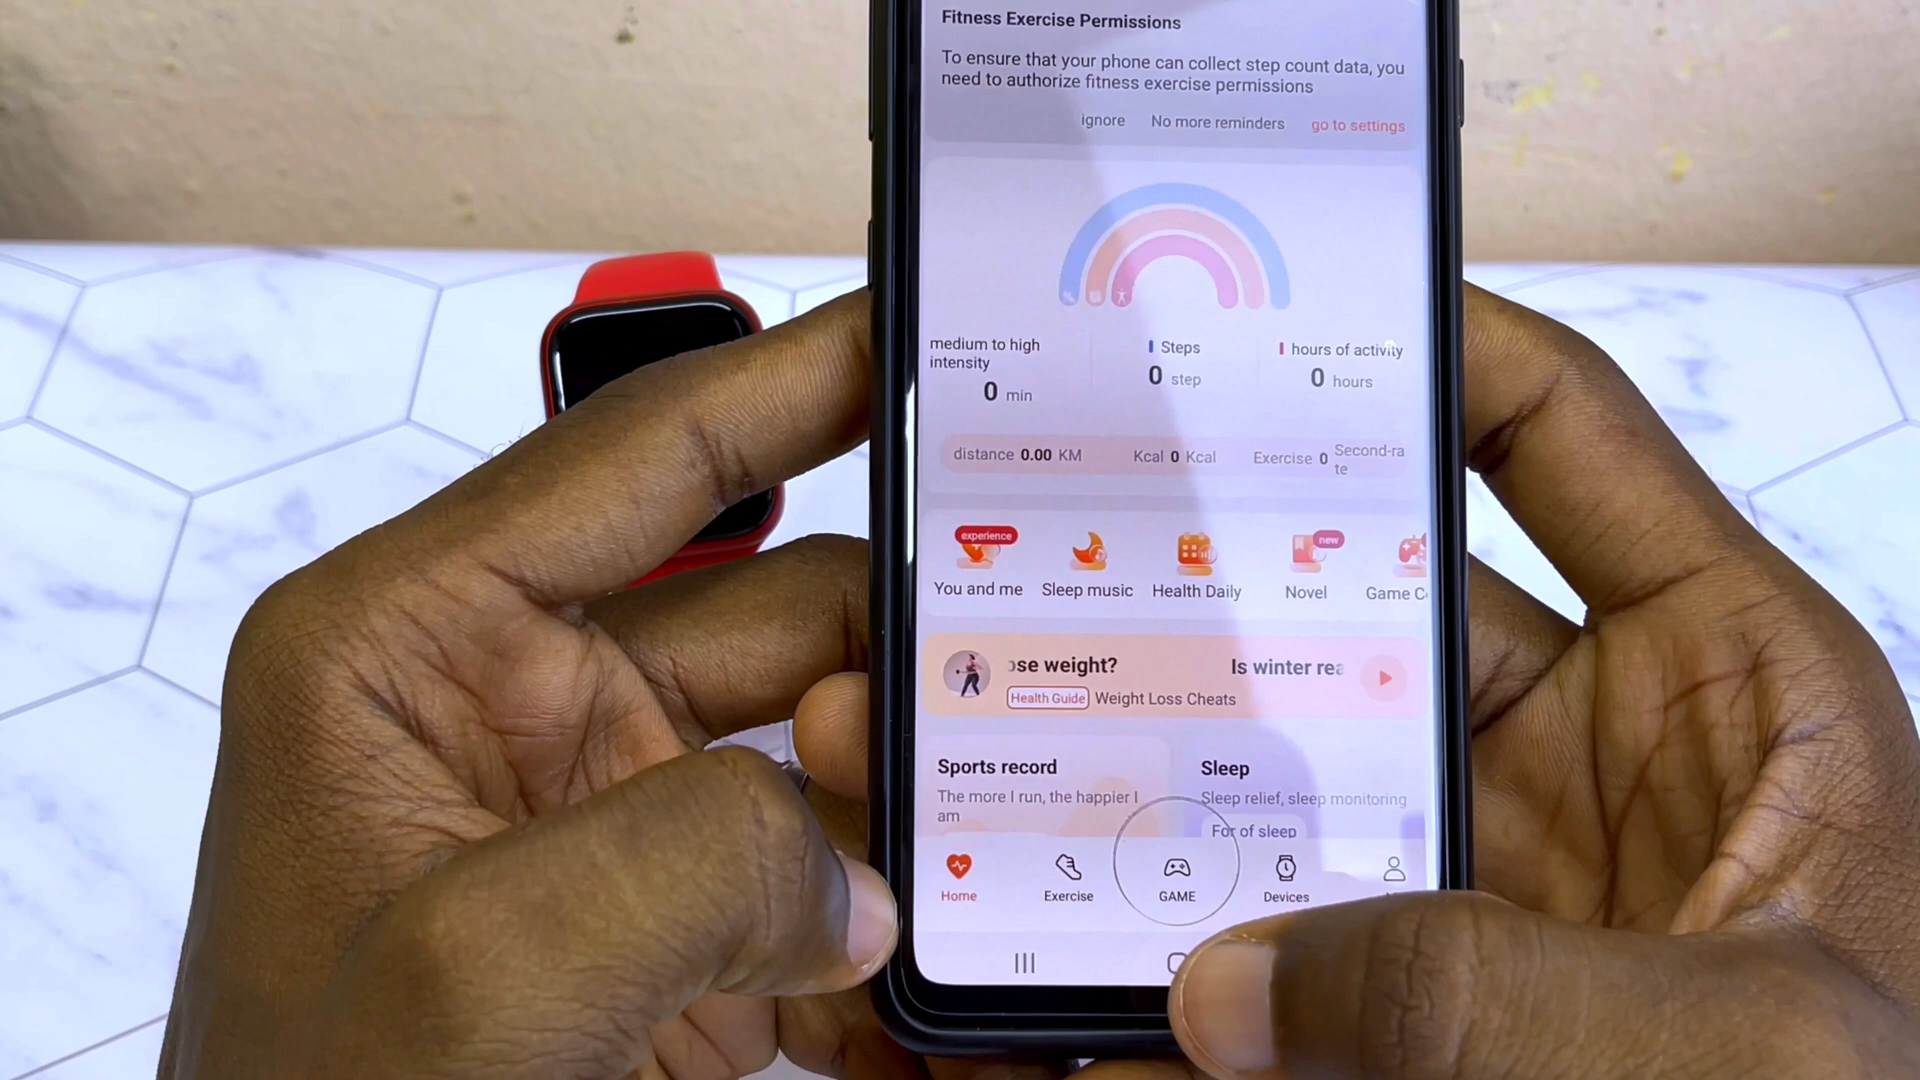 Fitness Exercise Permissions
To ensure that your phone can collect step count data, you
need to authorize fitness exercise permissions
ignore No more reminders go to settings
medium to high
intensity
0 min
Steps
0 step
hours of activity
0 hours
distance 0.00 KM Kcal 0 Kcal Exercise 0 Second-ra
te
experience
new
You and me Sleep music Health Daily Novel Game C
ose weight? Is winter rea
Health Guide Weight Loss Cheats
Sports record
The more I run, the happier I
am
Sleep
Sleep relief, sleep monitoring
For of sleep
Home Exercise GAME Devices